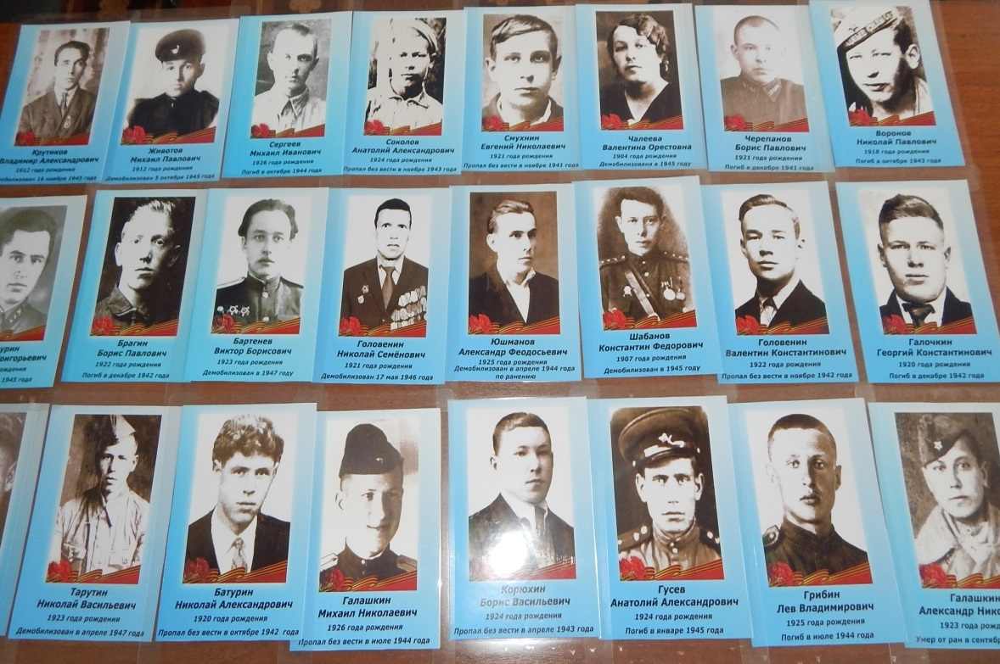 Крутиков
Владимир Александрович
1912 года рождения
Демобилизован 16 ноября 1945 года
Животов
Михаил Павлович
1912 года рождения
Демобилизован 5 октября 1945 года
Сергеев
Михаил Иванович
1926 года рождения
Погиб в октябре 1944 года
Соколов
Анатолий Александрович
1924 года рождения
Пропал без вести в ноябре 1943 года
Смухнин
Евгений Николаевич
1921 года рождения
Пропал без вести в ноябре 1941 года
Чалеева
Валентина Орестовна
1904 года рождения
Демобилизована в 1945 году
Черепанов
Борис Павлович
1921 года рождения
Погиб в декабре 1941 года
Воронов
Николай Павлович
1918 года рождения
Погиб в октябре 1943 года
урин
ригорьевич
рождения
1945 года
Брагин
Борис Павлович
1922 года рождения
Погиб в декабре 1942 года
Бартенев
Виктор Борисович
1923 года рождения
Демобилизован в 1947 году
Головенин
Николай Семёнович
1921 года рождения
Демобилизован 17 мая 1946 года
Юшманов
Александр Феодосьевич
1925 года рождения
Демобилизован в апреле 1944 года
по ранению
Шабанов
Константин Федорович
1907 года рождения
Демобилизован в 1945 году
Головенин
Валентин Константинович
1922 года рождения
Пропал без вести в ноябре 1942 года
Галочкин
Георгий Константинович
1920 года рождения
Погиб в декабре 1942 года
Тарутин
Николай Васильевич
1923 года рождения
Демобилизован в апреле 1947 года
Батурин
Николай Александрович
1920 года рождения
Пропал без вести в октябре 1942 года
Галашкин
Михаил Николаевич
1926 года рождения
Пропал без вести в июле 1944 года
Корюхин
Борис Васильевич
1924 года рождения
Пропал без вести в апреле 1943 года
Гусев
Анатолий Александрович
1924 года рождения
Погиб в январе 1945 года
Грибин
Лев Владимирович
1925 года рождения
Погиб в июле 1944 года
Галашкин
Александр Нико
1923 года рожд
Умер от ран в сентябр